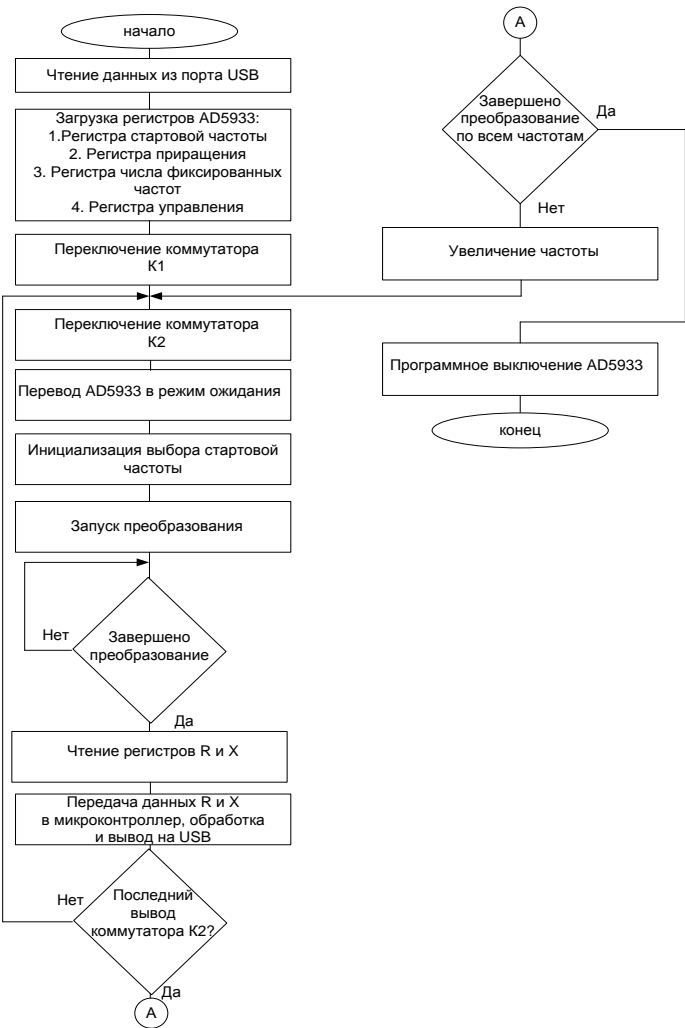 начало
Чтение данных из порта USB
Загрузка регистров AD5933:
1.Регистра стартовой частоты
2. Регистра приращения
3. Регистра числа фиксированных
частот
4. Регистра управления
Переключение коммутатора
К1
Переключение коммутатора
К2
Перевод AD5933 в режим ожидания
Инициализация выбора стартовой
частоты
Запуск преобразования
Нет
Завершено
преобразование
Да
Чтение регистров R и X
Передача данных R и X
в микроконтроллер, обработка
и вывод на USB
Нет
Последний
вывод
коммутатора К2?
Да
А
А
Завершено
преобразование
по всем частотам
Да
Нет
Увеличение частоты
Программное выключение AD5933
конец